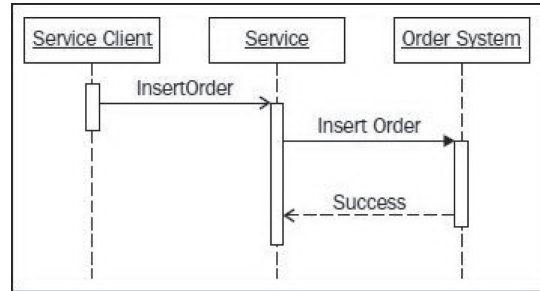 Service Client
Service
Order System
InsertOrder
Insert Order
Success